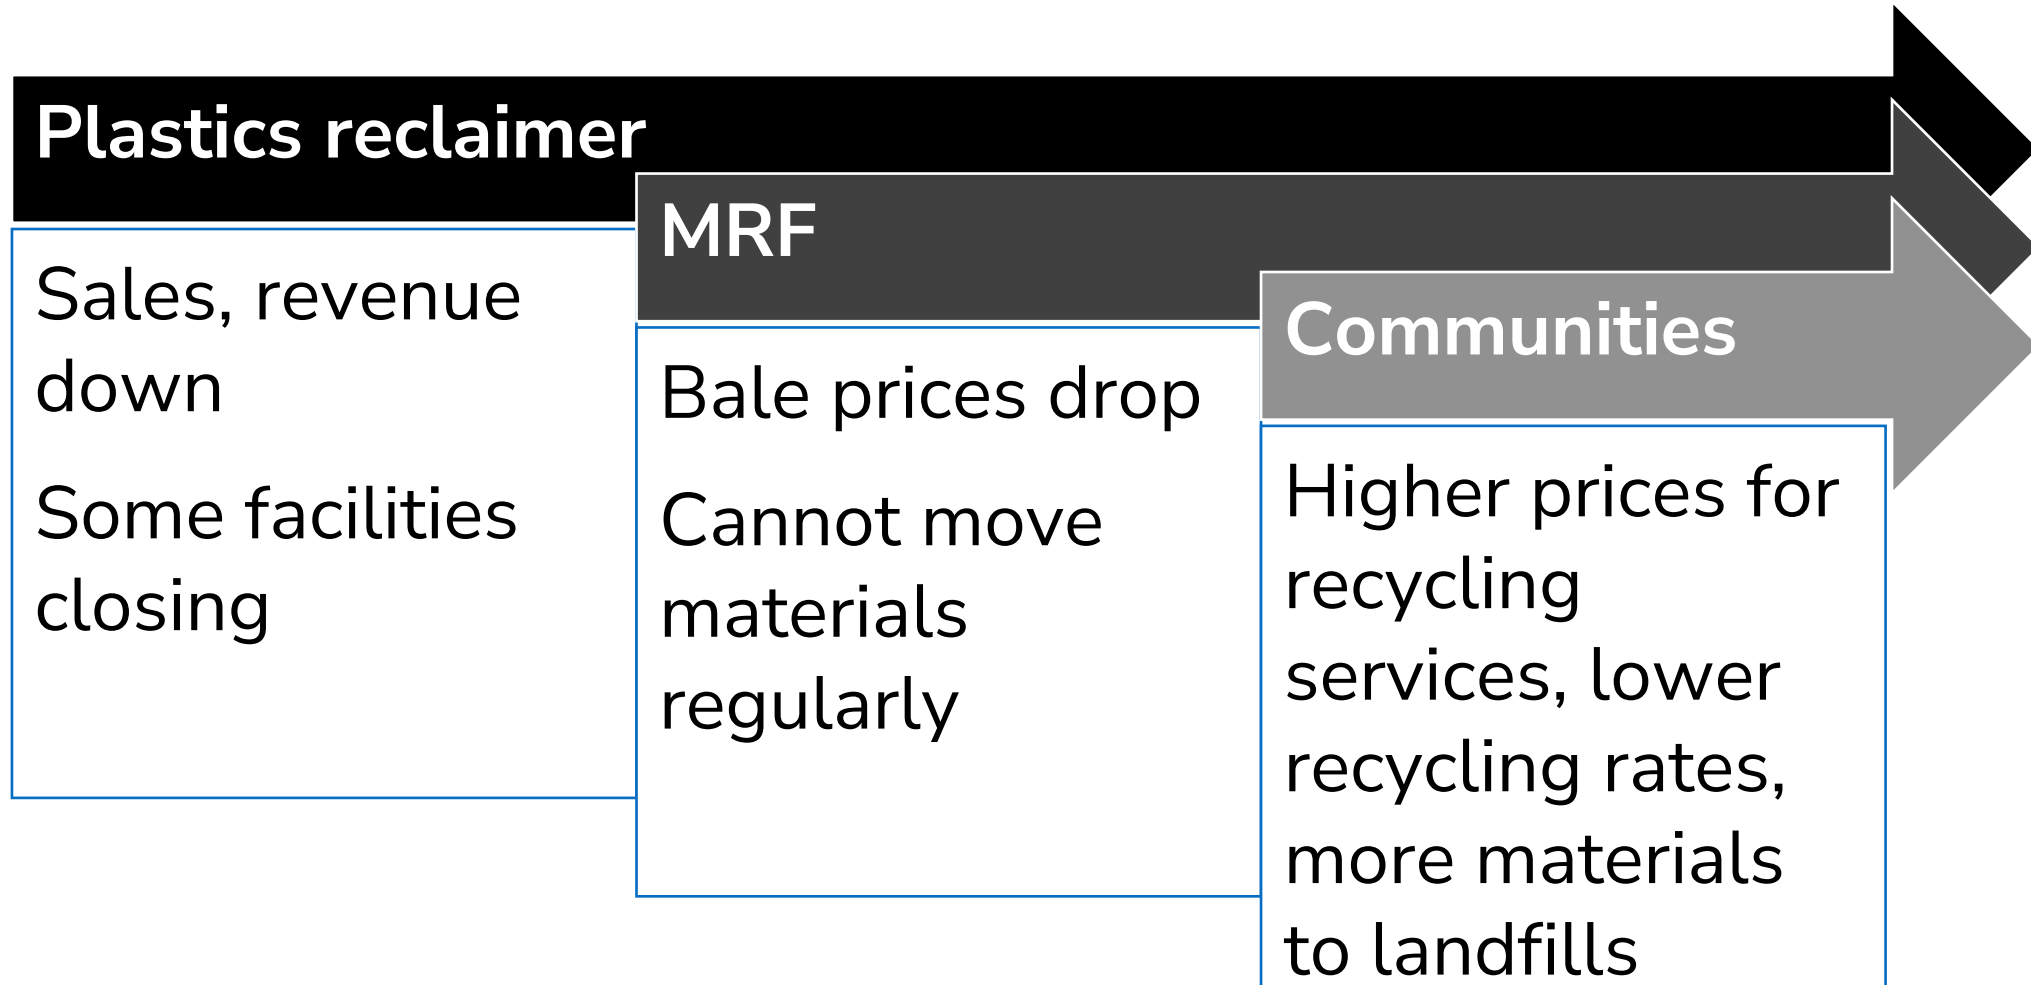 Plastics reclaimer
Sales, revenue
down
Some facilities
closing
MRF
Bale prices drop
Cannot move
materials
regularly
Communities
Higher prices for
recycling
services, lower
recycling rates,
more materials
to landfills